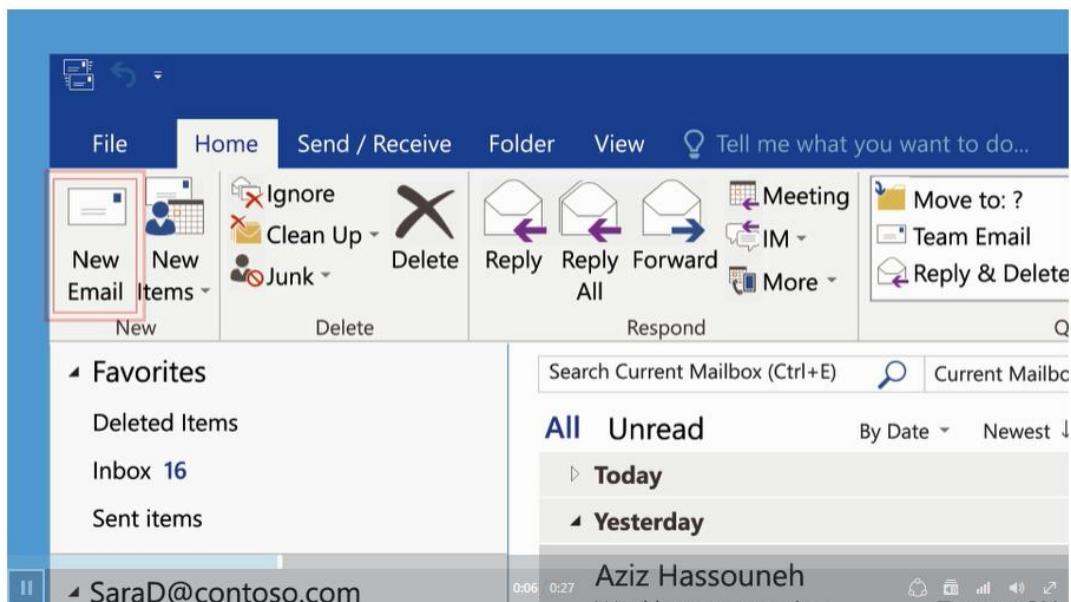 File Home Send / Receive Folder View Tell me what you want to do...
New Email
New Items
New
Ignore
Clean Up
Junk
Delete
Delete
Reply
Reply All
Forward
Meeting
IM
More
Respond
Move to: ?
Team Email
Reply & Delete
Q
Favorites
Deleted Items
Inbox 16
Sent items
SaraD@contoso.com
Search Current Mailbox (Ctrl+E) Current Mailbo
All Unread By Date Newest
Today
Yesterday
Aziz Hassouneh
0:06 0:27